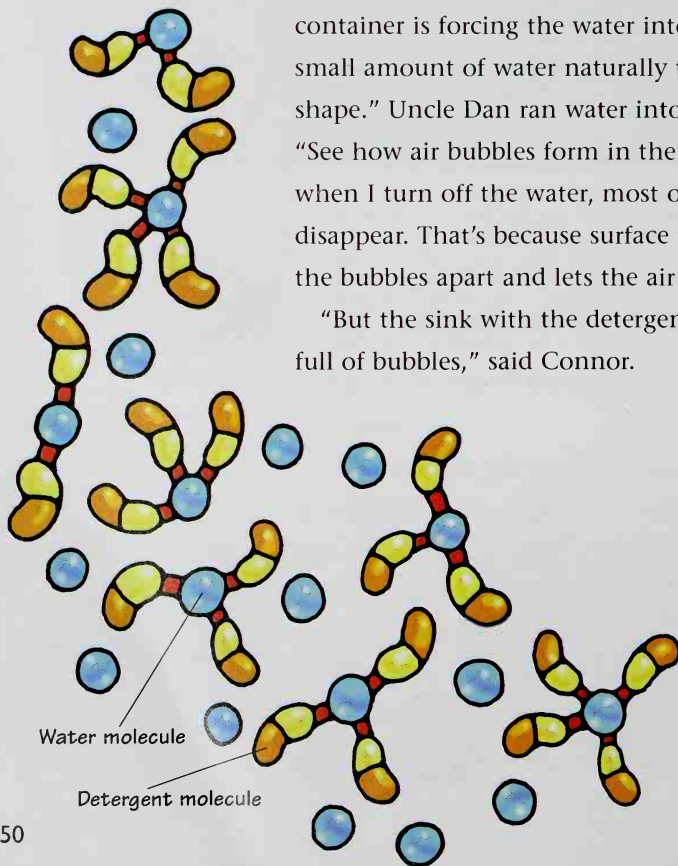 container is forcing the water into
small amount of water naturally
shape.” Uncle Dan ran water into
“See how air bubbles form in the
when I turn off the water, most
disappear. That’s because surface
the bubbles apart and lets the air
“But the sink with the
full of bubbles,” said Connor.
Water molecule
Detergent molecule
50